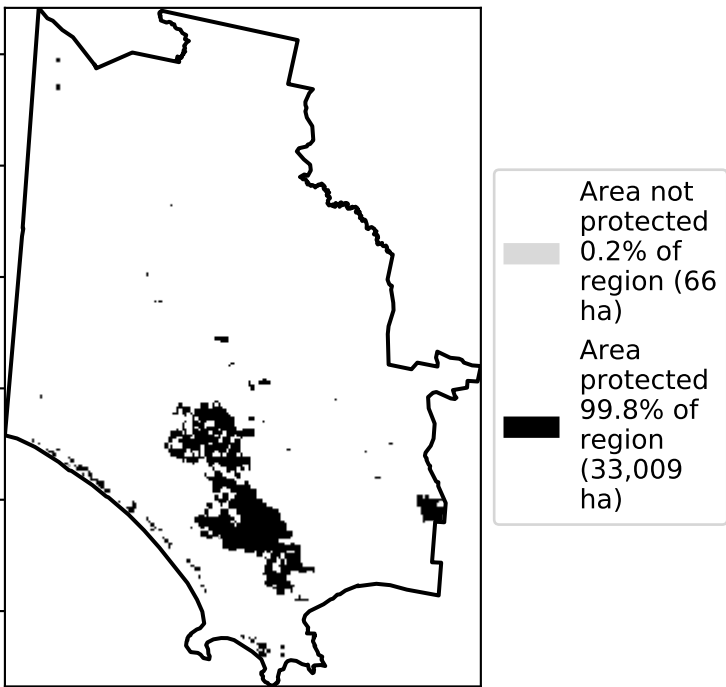 Area not
protected
0.2% of
region (66
ha)
Area
protected
99.8% of
region
(33,009
ha)